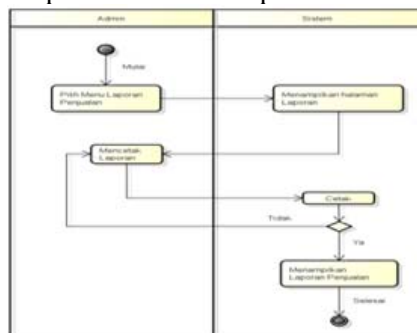 Admin
Sistem
Mulai
Pilih Menu Laporan
Penjualan
Menampilkan halaman
Laporan
Mencetak
Laporan
Cetak
Tidak
Ya
Menampilkan
Laporan Penjualan
Selesai